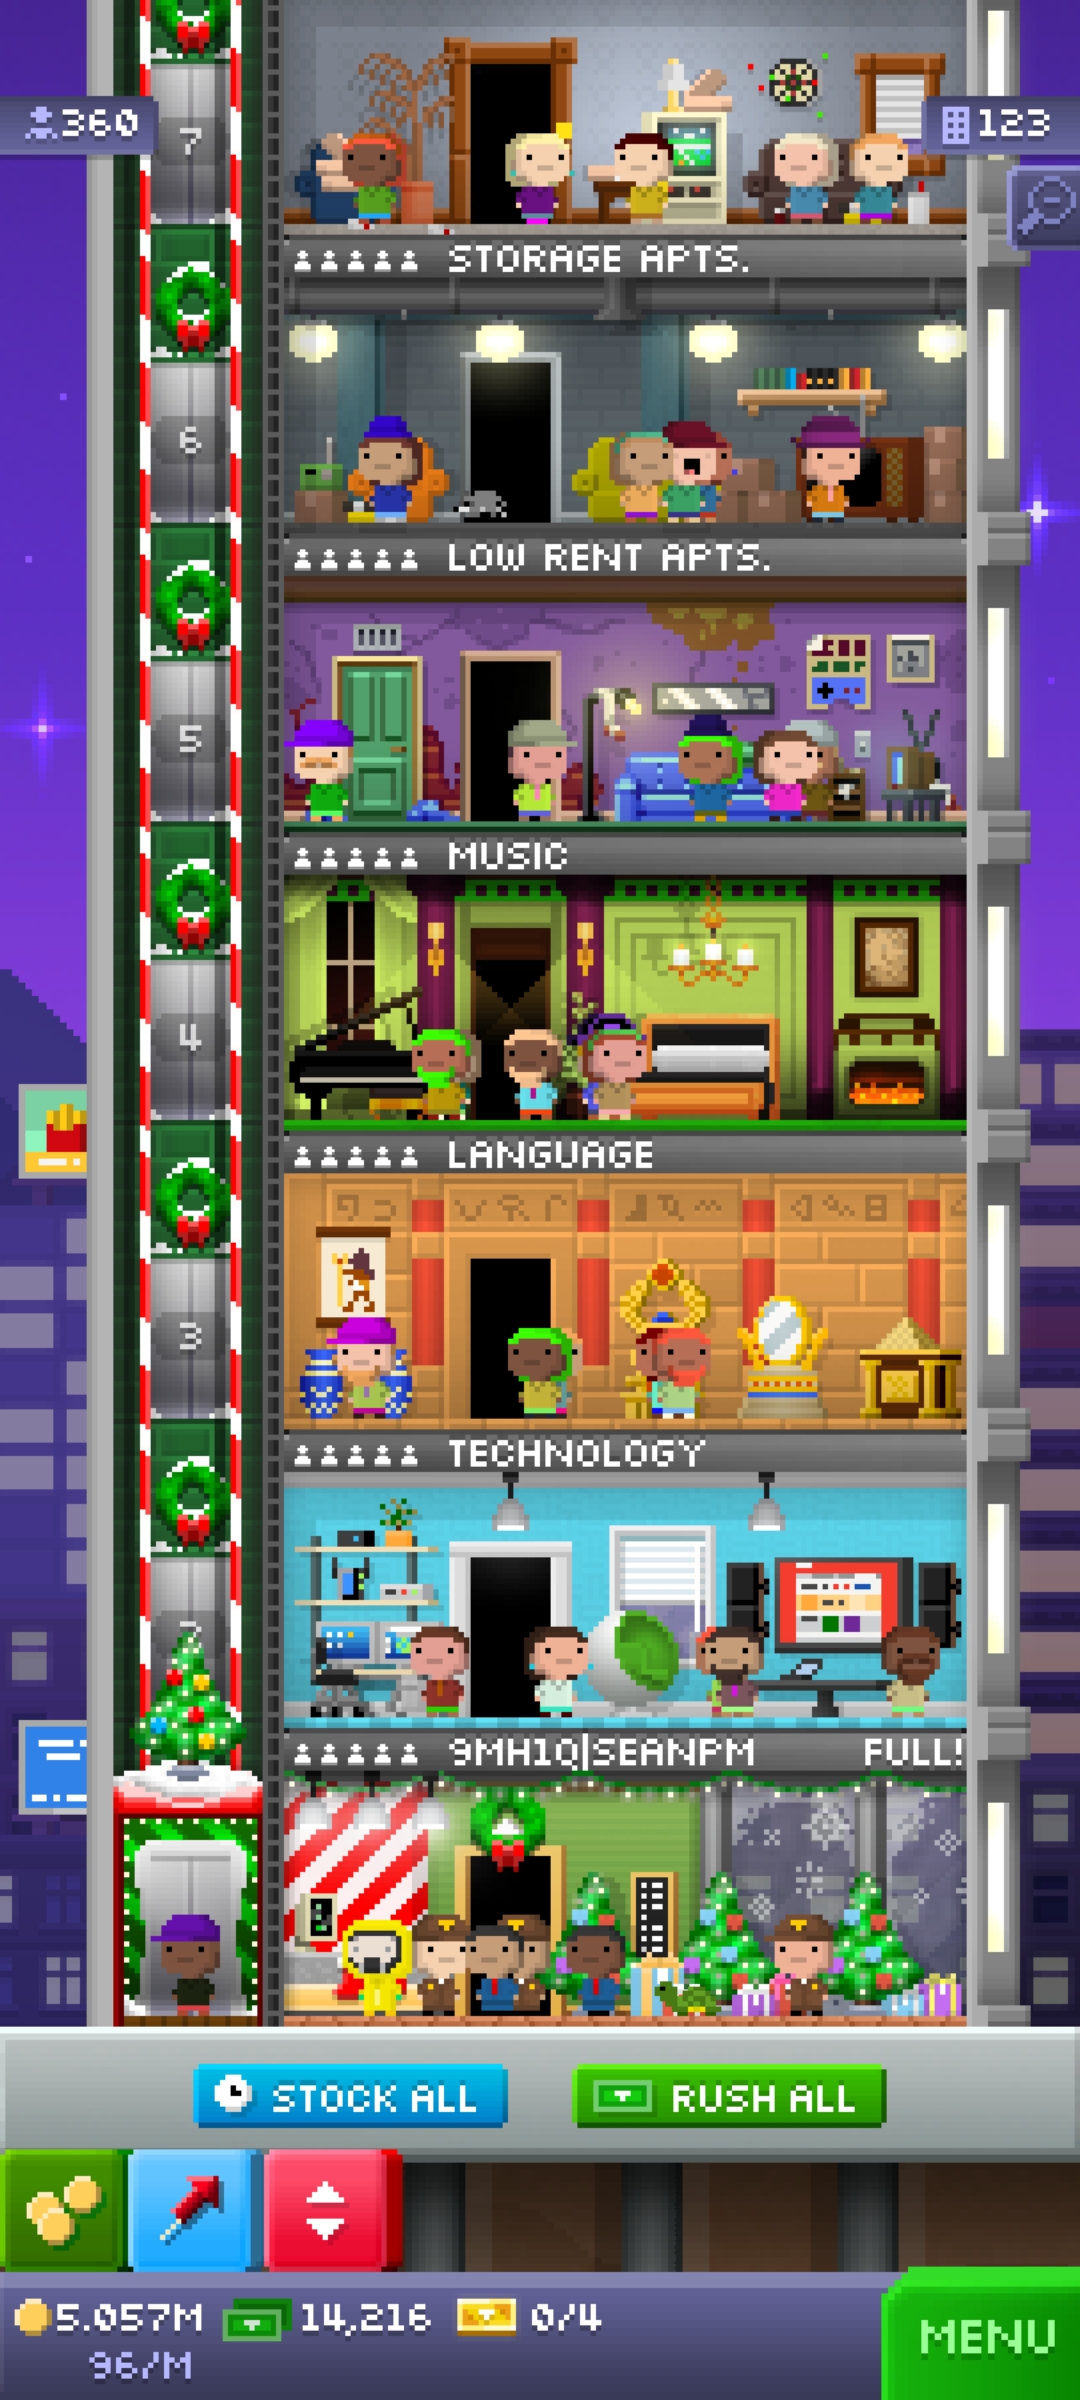 360
123
7
STORAGE APTS.
6
LOW RENT APTS.
5
MUSIC
4
LANGUAGE
3
TECHNOLOGY
9MH1Q|SEANPM FULL!
STOCK ALL
RUSH ALL
5.057M
14,216
0/4
96/M
MENU